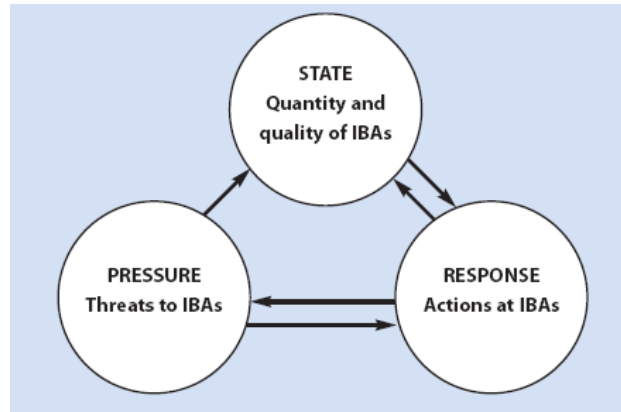 STATE
Quantity and
quality of IBAs
PRESSURE
Threats to IBAs
RESPONSE
Actions at IBAs